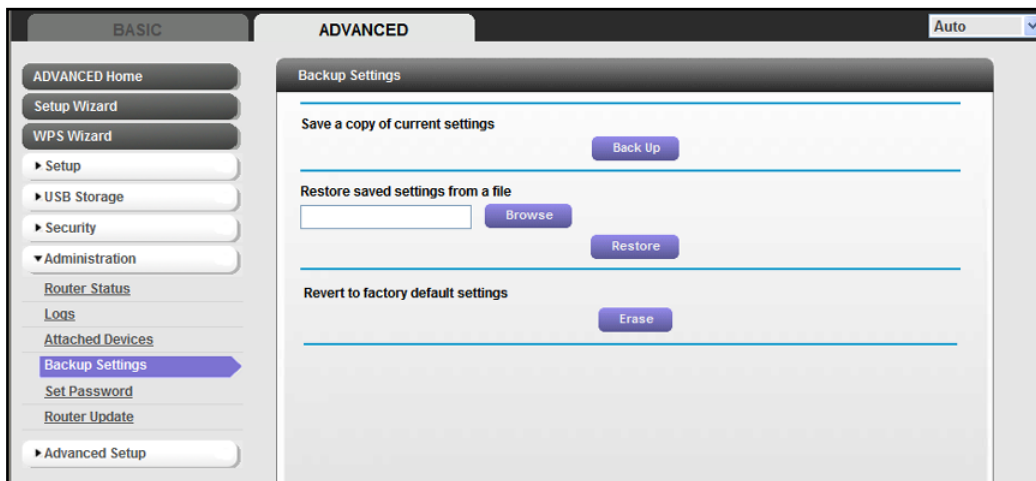 BASIC
ADVANCED
Auto
ADVANCED Home
Setup Wizard
WPS Wizard
Setup
USB Storage
Security
Administration
Router Status
Logs
Attached Devices
Backup Settings
Set Password
Router Update
Advanced Setup
Backup Settings
Save a copy of current settings
Back Up
Restore saved settings from a file
Browse
Restore
Revert to factory default settings
Erase